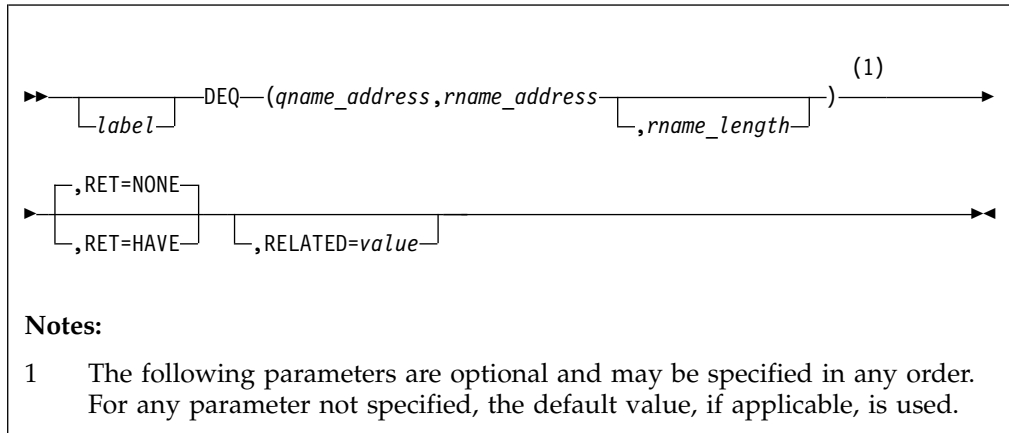 (1)
DEQ (qname_address,rname_address )
label ,rname_length
,RET=NONE
,RET=HAVE ,RELATED=value
Notes:
1 The following parameters are optional and may be specified in any order.
For any parameter not specified, the default value, if applicable, is used.